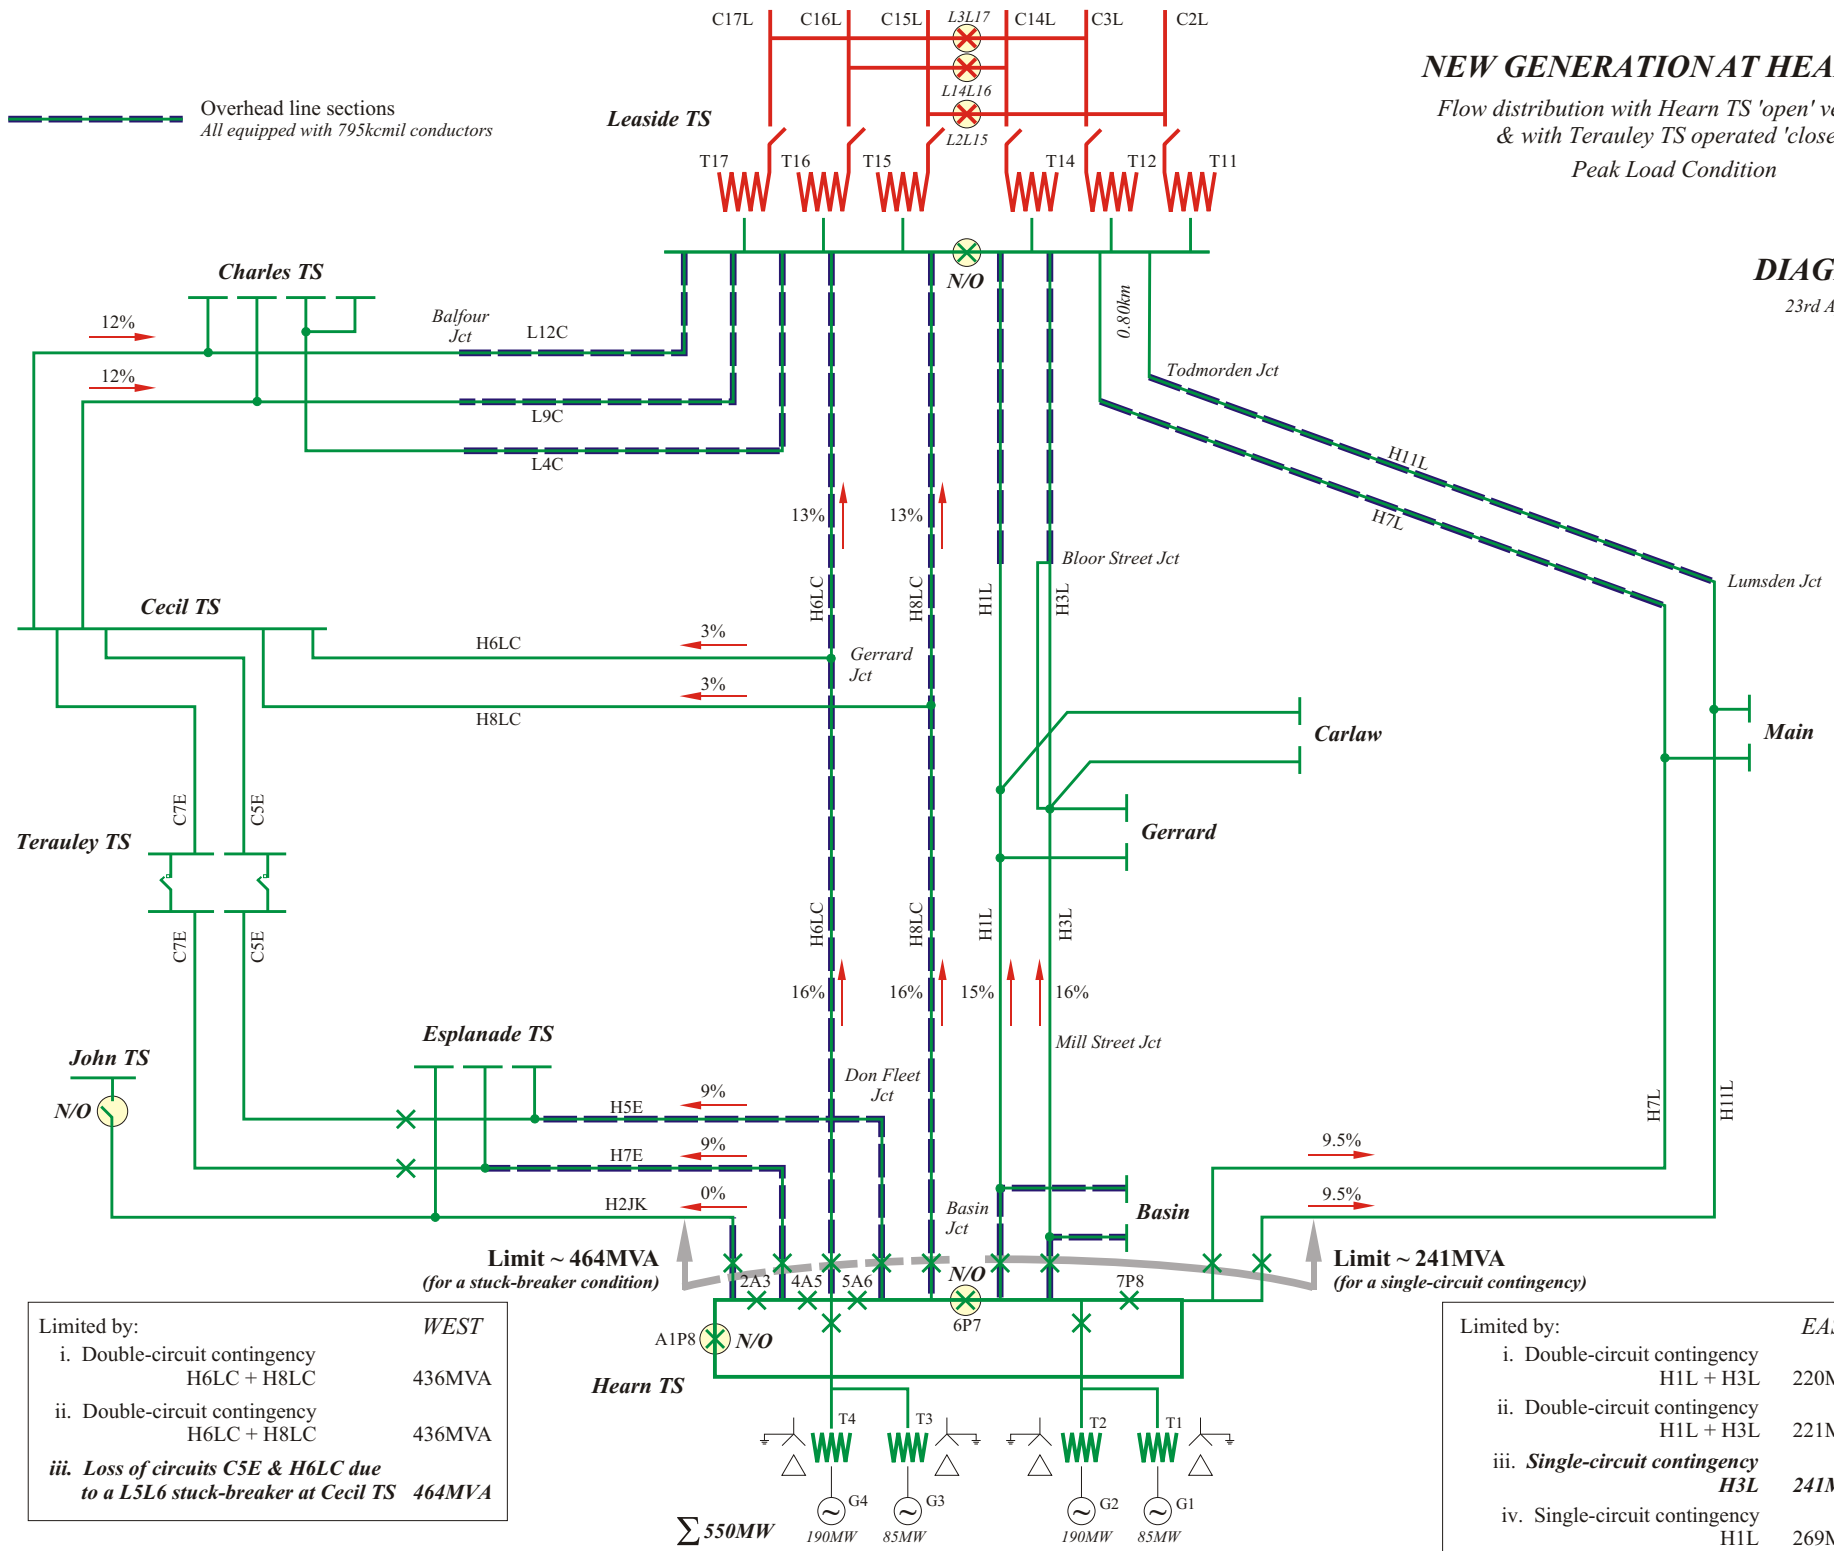 C17L
C16L
C15L
L3L17
C14L
C3L
C2L
L14L16
L2L15
Overhead line sections
All equipped with 795kcmil conductors
Leaside TS
NEW GENERATION AT
Flow distribution with Hearn TS 'open'
& with Terauley TS operated
Peak Load Condition
T17
T16
T15
T14
T12
T11
N/O
23rd
Charles TS
12%
12%
Balfour
Jct
L12C
L9C
L4C
0.80km
Todmorden Jct
H11L
H7L
Lumsden Jct
13%
13%
Bloor Street Jct
H6LC
H8LC
H1L
H3L
Cecil TS
H6LC
3%
Gerrard
Jct
3%
H8LC
Carlaw
Main
Gerrard
C7E
C5E
Terauley TS
C7E
C5E
H6LC
H8LC
H1L
H3L
16%
16%
15%
16%
Mill Street Jct
Esplanade TS
John TS
N/O
Don Fleet
Jct
H5E
9%
H7E
9%
H2JK
0%
H7L
H11L
9.5%
9.5%
Basin
Jct
Basin
Limit ~ 464MVA
(for a stuck-breaker condition)
Limit ~ 241MVA
(for a single-circuit contingency)
2A3
4A5
5A6
N/O
6P7
7P8
A1P8
N/O
Hearn TS
Limited by: WEST
i. Double-circuit contingency
H6LC + H8LC 436MVA
ii. Double-circuit contingency
H6LC + H8LC 436MVA
iii. Loss of circuits C5E & H6LC due
to a L5L6 stuck-breaker at Cecil TS 464MVA
T4
T3
T2
T1
G4
G3
G2
G1
∑ 550MW
190MW
85MW
190MW
85MW
Limited by:
i. Double-circuit contingency
H1L + H3L 220
ii. Double-circuit contingency
H1L + H3L 221
iii. Single-circuit contingency
H3L 241
iv. Single-circuit contingency
H1L 269